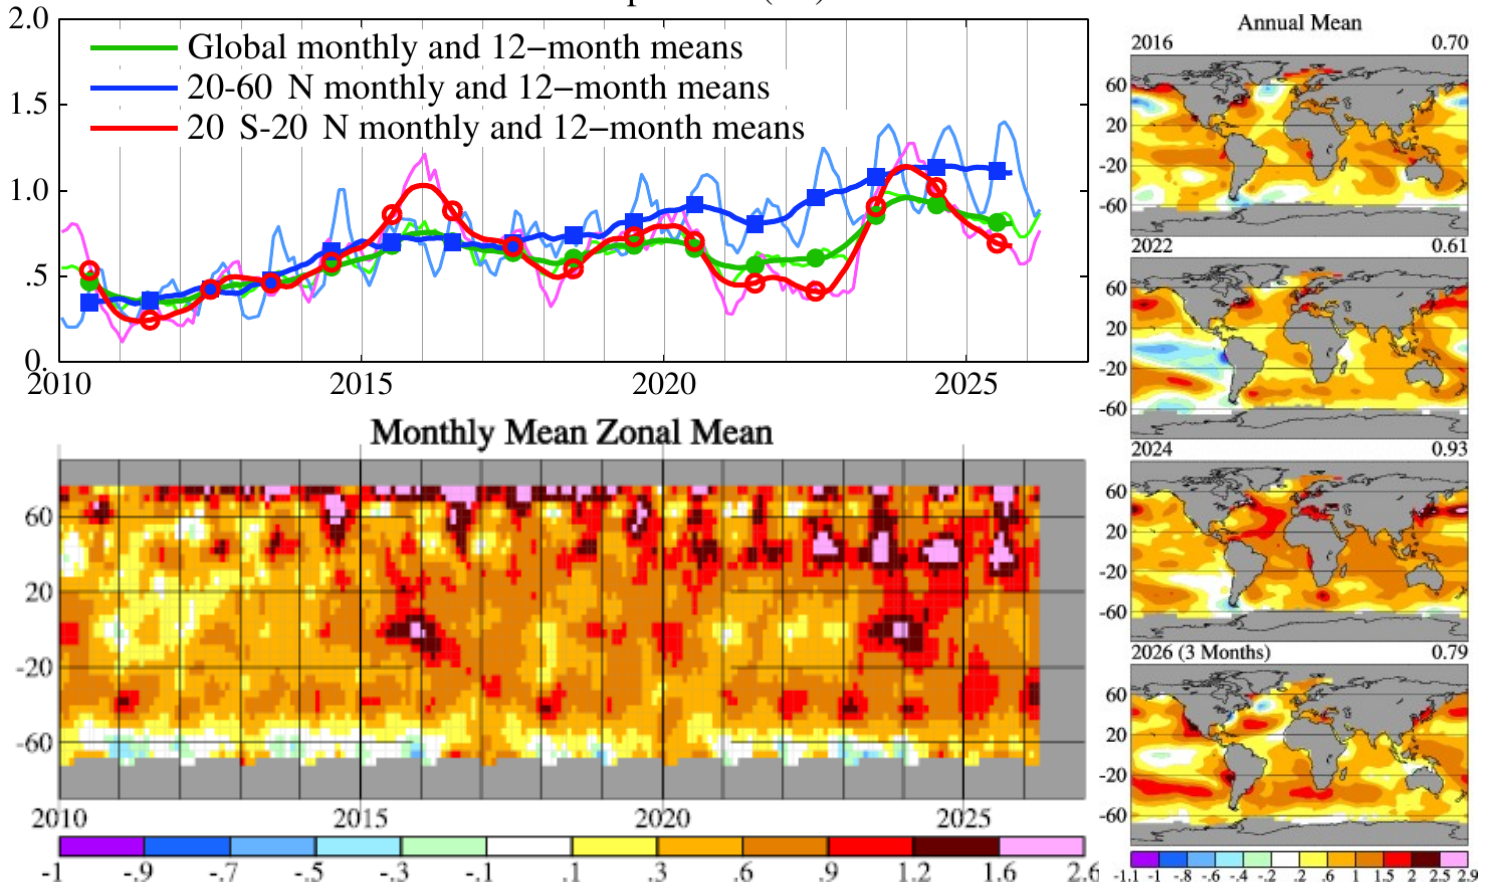 2.0
Global monthly and 12−month means
20-60 N monthly and 12−month means
20 S-20 N monthly and 12−month means
1.5
1.0
.5
0.
2010 2015 2020 2025
Monthly Mean Zonal Mean
60
20
-20
-60
2010 2015 2020 2025
-1 -.9 -.7 -.5 -.3 -.1 .1 .3 .6 .9 1.2 1.6 2.6
Annual Mean
2016 0.70
60
20
-20
-60
2022 0.61
60
20
-20
-60
2024 0.93
60
20
-20
-60
2026 (3 Months) 0.79
60
20
-20
-60
-1.1 -1 -.8 -.6 -.4 -.2 .2 .6 1 1.5 2 2.5 2.9